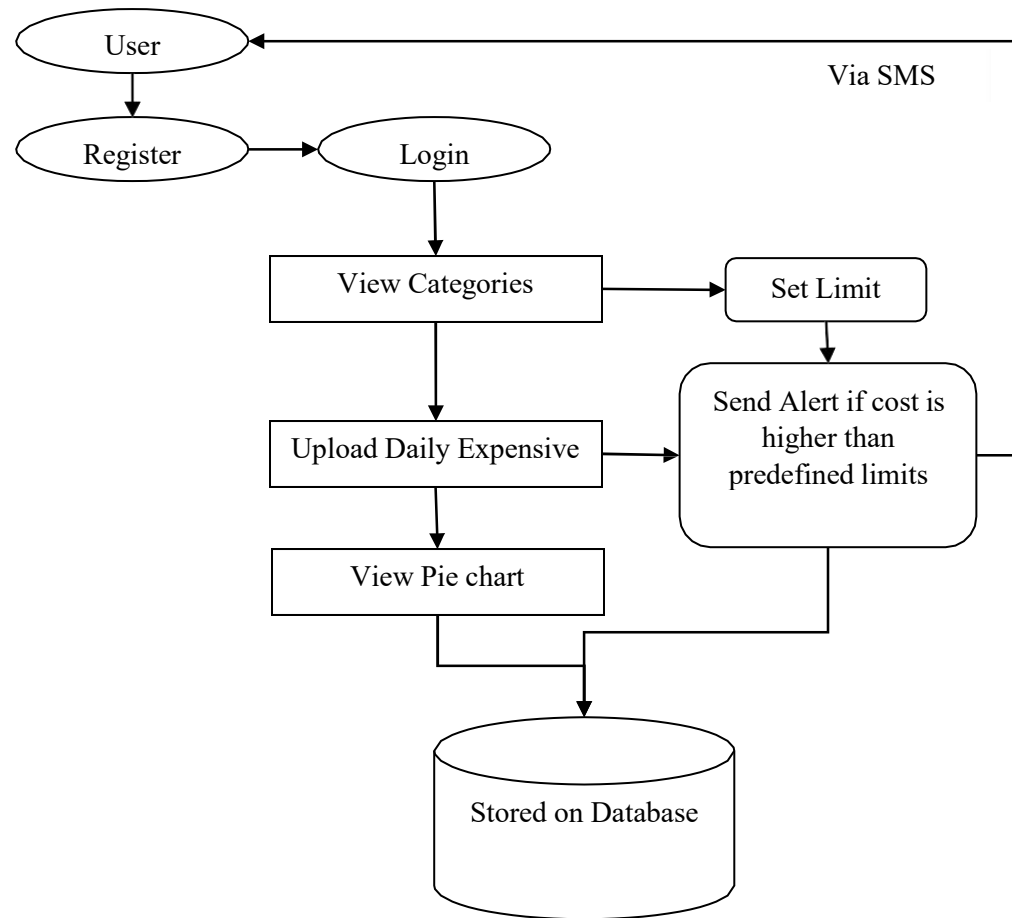 User
Via SMS
Register
Login
View Categories
Set Limit
Send Alert if cost is
higher than
predefined limits
Upload Daily Expensive
View Pie chart
Stored on Database